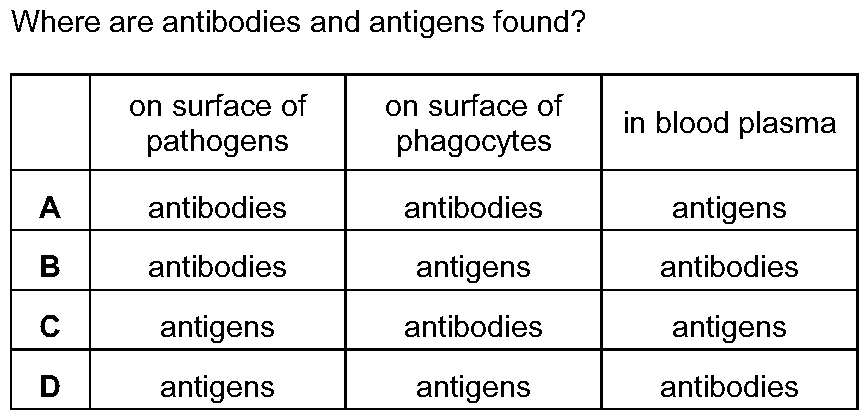 Where are antibodies and antigens found?
on surface of pathogens on surface of phagocytes in blood plasma
A antibodies antibodies antigens
B antibodies antigens antibodies
C antigens antibodies antigens
D antigens antigens antibodies